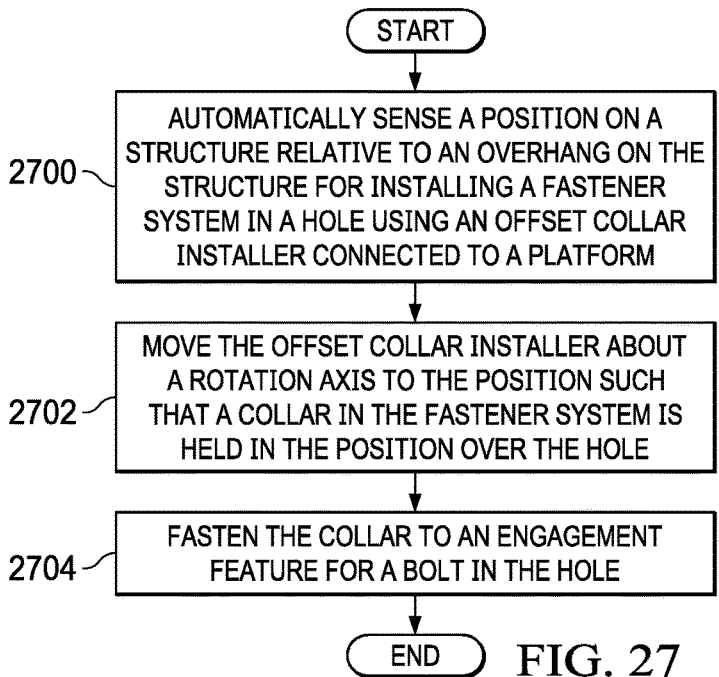 START
2700
AUTOMATICALLY SENSE A POSITION ON A
STRUCTURE RELATIVE TO AN OVERHANG ON THE
STRUCTURE FOR INSTALLING A FASTENER
SYSTEM IN A HOLE USING AN OFFSET COLLAR
INSTALLER CONNECTED TO A PLATFORM
2702
MOVE THE OFFSET COLLAR INSTALLER ABOUT
A ROTATION AXIS TO THE POSITION SUCH
THAT A COLLAR IN THE FASTENER SYSTEM IS
HELD IN THE POSITION OVER THE HOLE
2704
FASTEN THE COLLAR TO AN ENGAGEMENT
FEATURE FOR A BOLT IN THE HOLE
END
FIG. 27